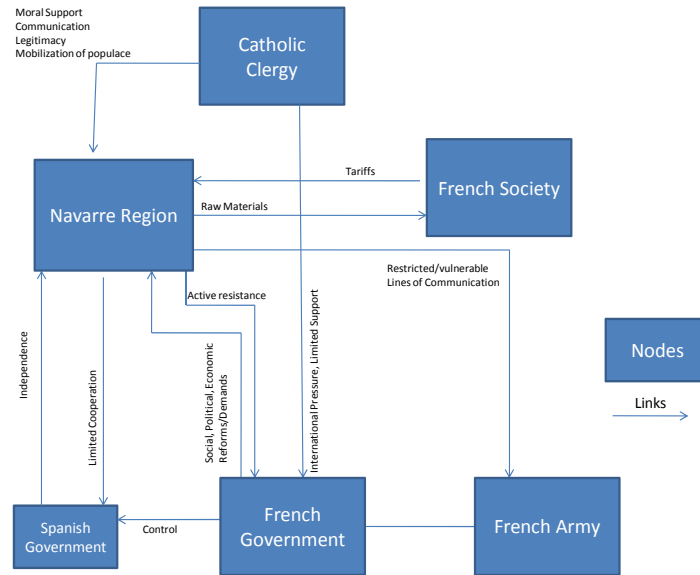 Moral Support
Communication
Legitimacy
Mobilization of populace
Catholic
Clergy
Navarre Region
Tariffs
French Society
Raw Materials
Restricted/vulnerable
Lines of Communication
Active resistance
Independence
Limited Cooperation
Social, Political, Economic
Reforms/Demands
International Pressure, Limited Support
Nodes
Links
Spanish
Government
Control
French
Government
French Army